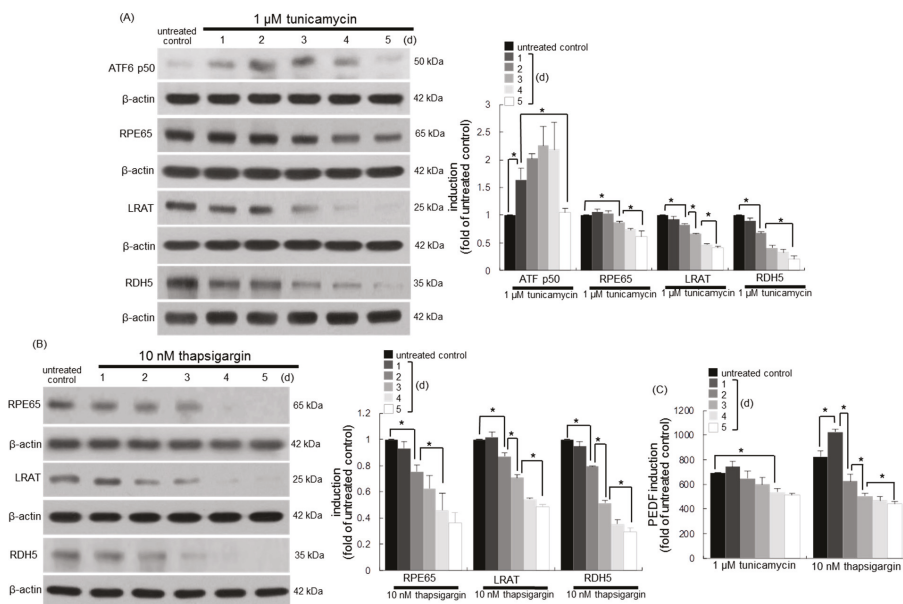 (A)
1 µM tunicamycin
untreated control
1 2 3 4 5 (d)
ATF6 p50
50 kDa
β-actin
42 kDa
RPE65
65 kDa
β-actin
42 kDa
LRAT
25 kDa
β-actin
42 kDa
RDH5
35 kDa
β-actin
42 kDa
untreated control
1
2
3
4
5
(d)
induction
(fold of untreated control)
3
2.5
2
1.5
1
0.5
0
* * * * * * * * *
ATF p50 RPE65 LRAT RDH5
1 µM tunicamycin 1 µM tunicamycin 1 µM tunicamycin 1 µM tunicamycin
(B)
10 nM thapsigargin
untreated control
1 2 3 4 5 (d)
RPE65
65 kDa
β-actin
42 kDa
LRAT
25 kDa
β-actin
42 kDa
RDH5
35 kDa
β-actin
42 kDa
untreated control
1
2
3
4
5
(d)
induction
(fold of untreated control)
1.2
1
0.8
0.6
0.4
0.2
0
* * * * * * * *
RPE65 LRAT RDH5
10 nM thapsigargin 10 nM thapsigargin 10 nM thapsigargin
(C)
untreated control
1
2
3
4
5
(d)
PEDF induction
(fold of untreated control)
1200
1000
800
600
400
200
0
* * * * *
1 µM tunicamycin 10 nM thapsigargin